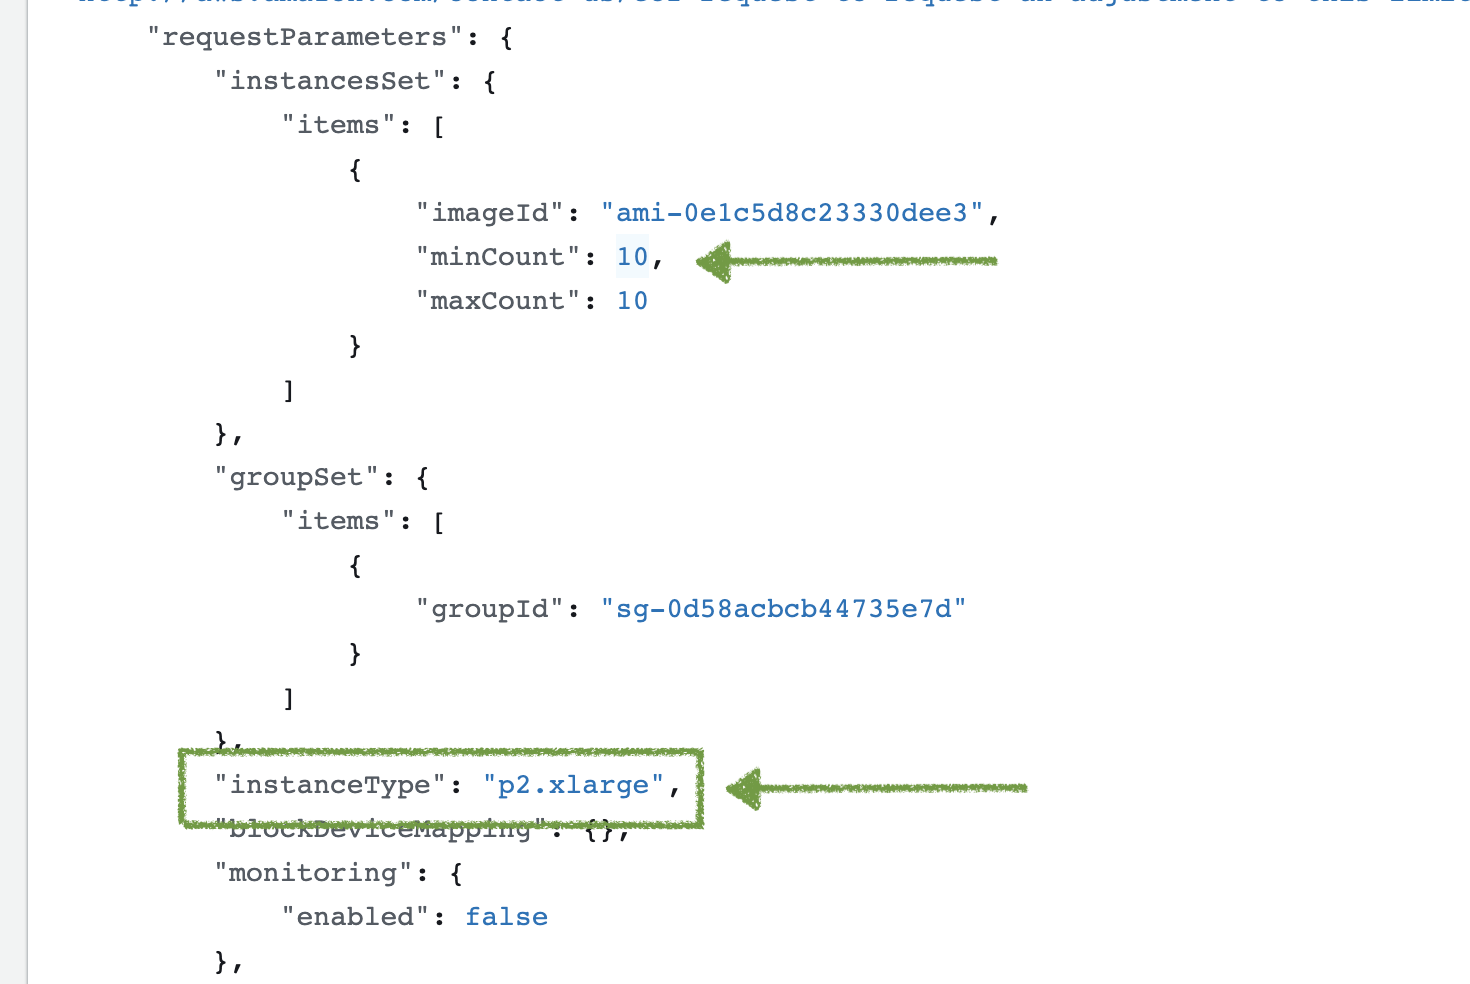 "requestParameters": {
"instancesSet": {
"items": [
{
"imageId": "ami-0e1c5d8c23330dee3",
"minCount": 10,
"maxCount": 10
}
]
},
"groupSet": {
"items": [
{
"groupId": "sg-0d58acbcb44735e7d"
}
]
},
"instanceType": "p2.xlarge",
"blockDeviceMapping": {},
"monitoring": {
"enabled": false
},